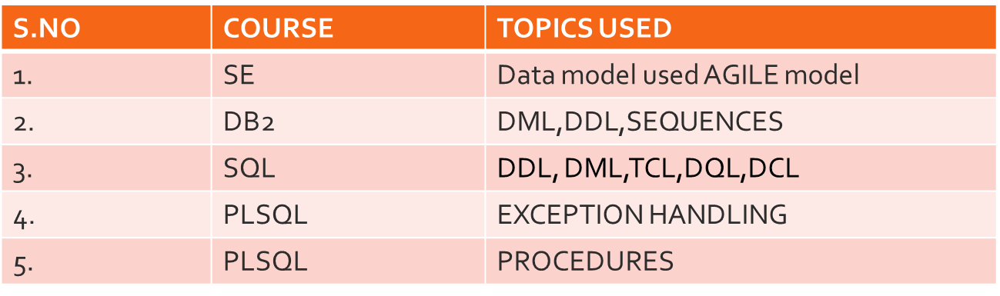 S.NO COURSE TOPICS USED
1. SE Data model used AGILE model
2. DB2 DML,DDL,SEQUENCES
3. SQL DDL, DML,TCL,DQL,DCL
4. PLSQL EXCEPTION HANDLING
5. PLSQL PROCEDURES